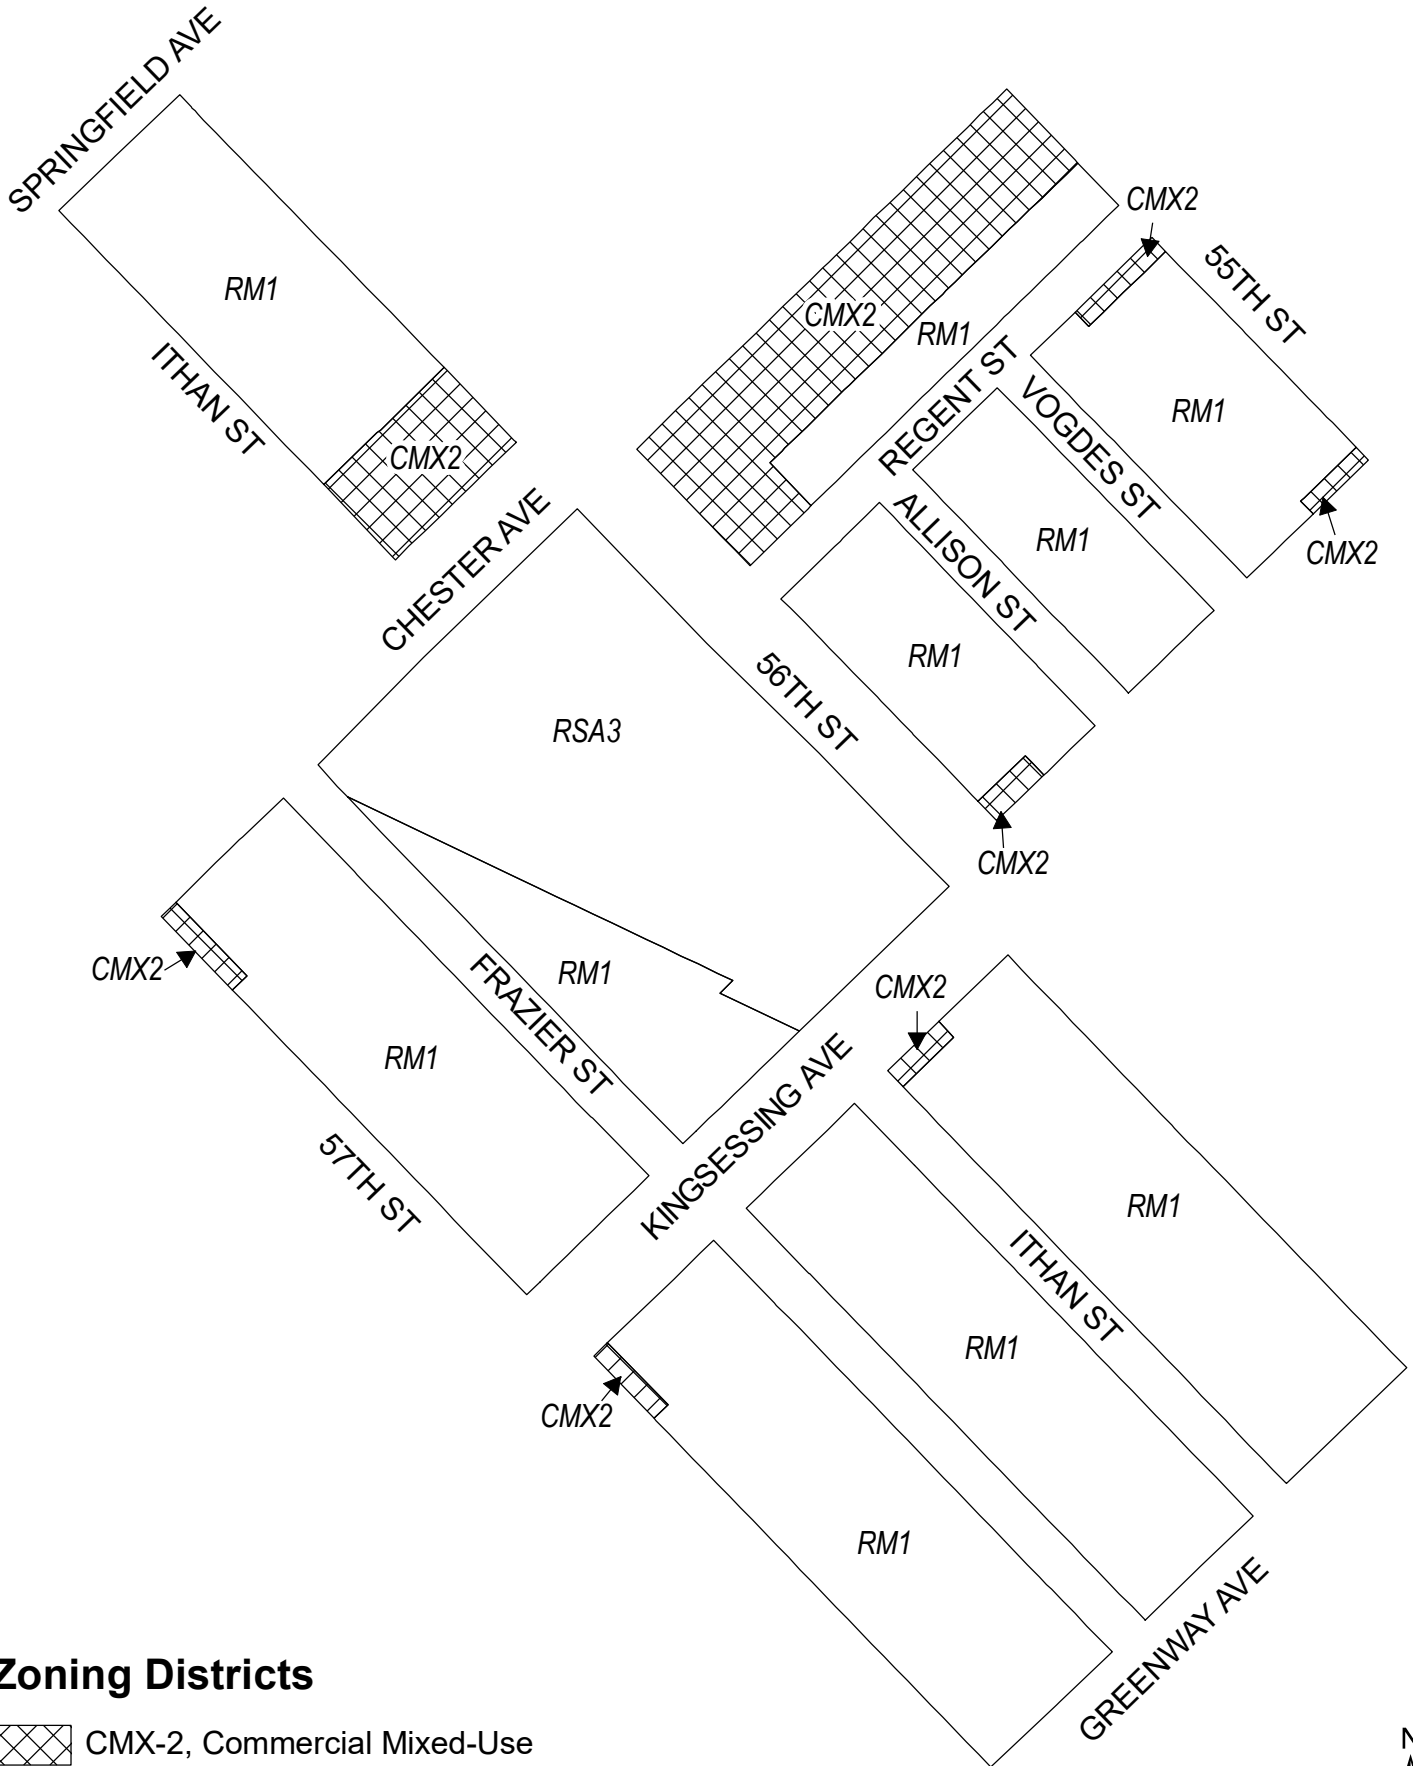 SPRINGFIELD AVE
RM1
ITHAN ST
CMX2
CHESTER AVE
CMX2
RM1
CMX2
55TH ST
REGENT ST
VOGDES ST
RM1
CMX2
ALLISON ST
RM1
RM1
56TH ST
CMX2
RSA3
CMX2
FRAZIER ST
RM1
RM1
57TH ST
KINGSESSING AVE
CMX2
RM1
ITHAN ST
RM1
CMX2
RM1
GREENWAY AVE
Zoning Districts
CMX-2, Commercial Mixed-Use
N